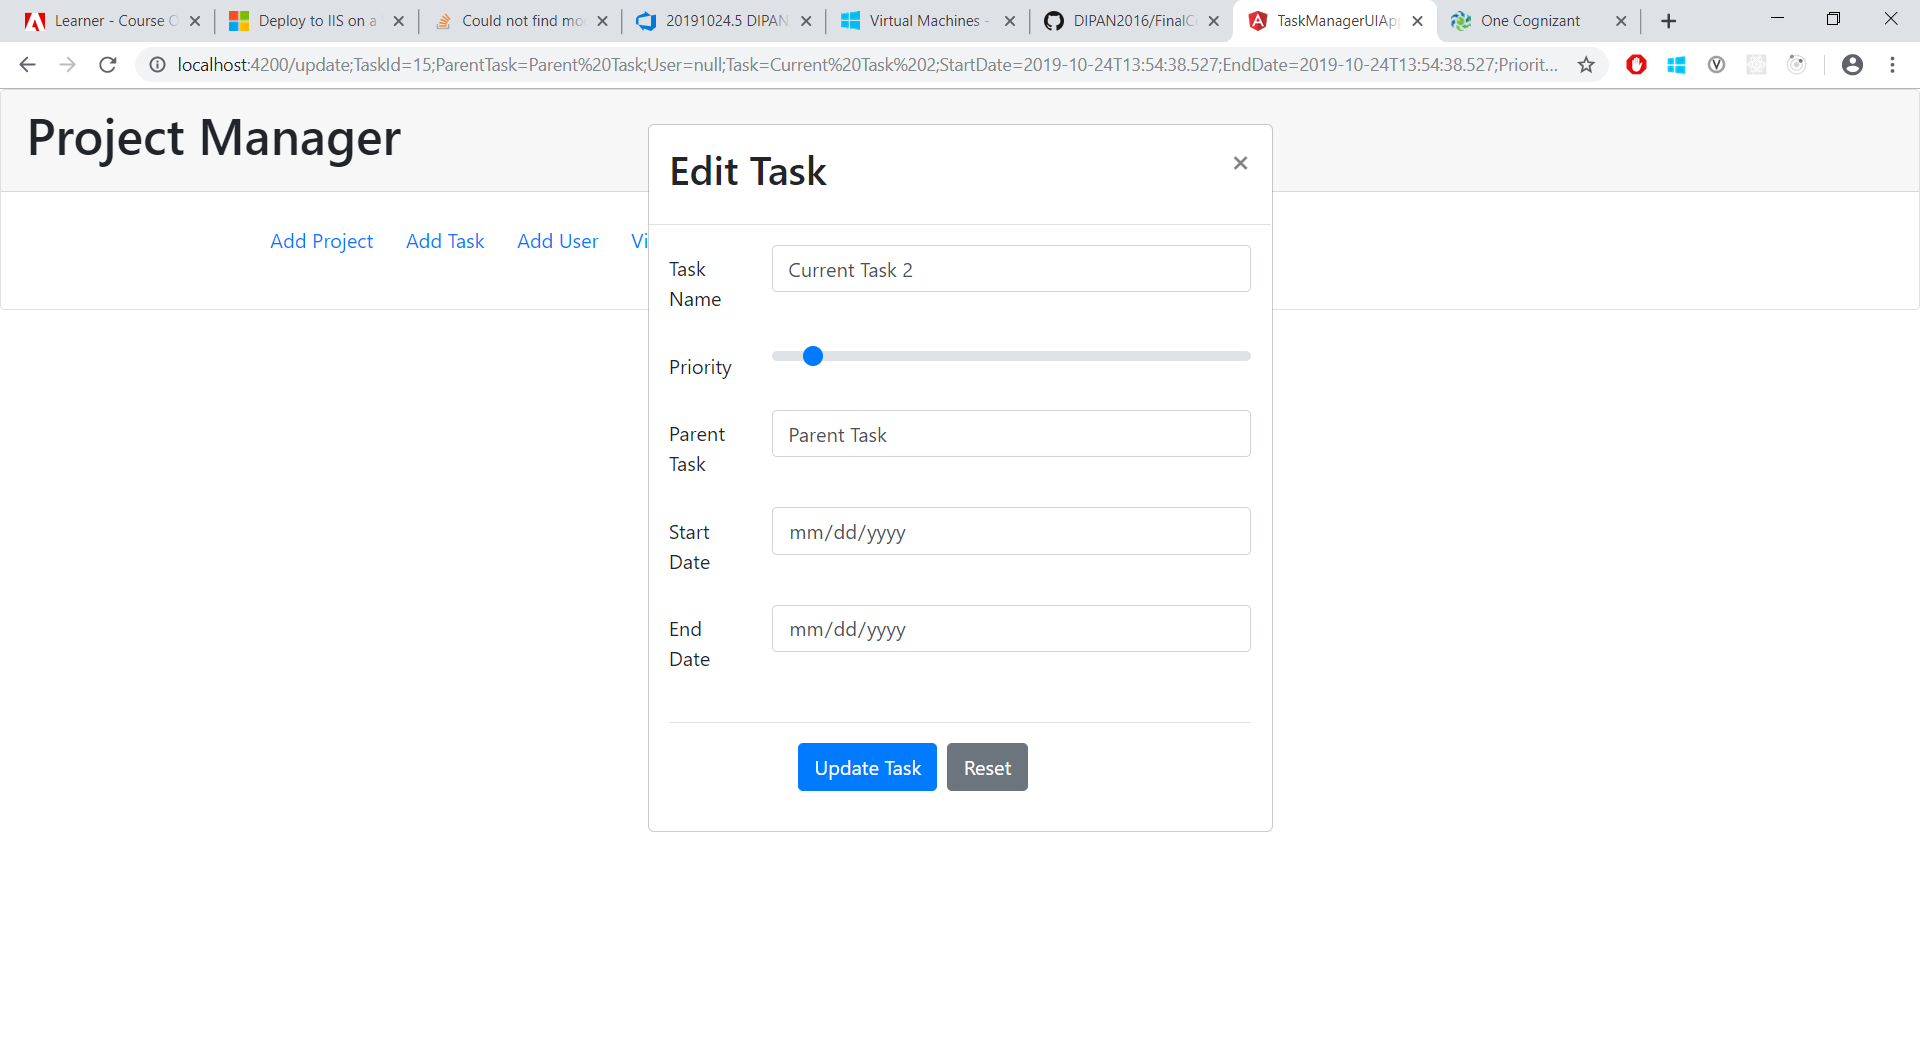 Learner - Course O
Deploy to IIS on a
Could not find mo
20191024.5 DIPAN
Virtual Machines -
DIPAN2016/FinalC
TaskManagerUIAp
One Cognizant
localhost:4200/update;TaskId=15;ParentTask=Parent%20Task;User=null;Task=Current%20Task%202;StartDate=2019-10-24T13:54:38.527;EndDate=2019-10-24T13:54:38.527;Priorit...
Project Manager
Add Project Add Task Add User Vi
Edit Task
×
Task
Name
Current Task 2
Priority
Parent
Task
Parent Task
Start
Date
mm/dd/yyyy
End
Date
mm/dd/yyyy
Update Task
Reset